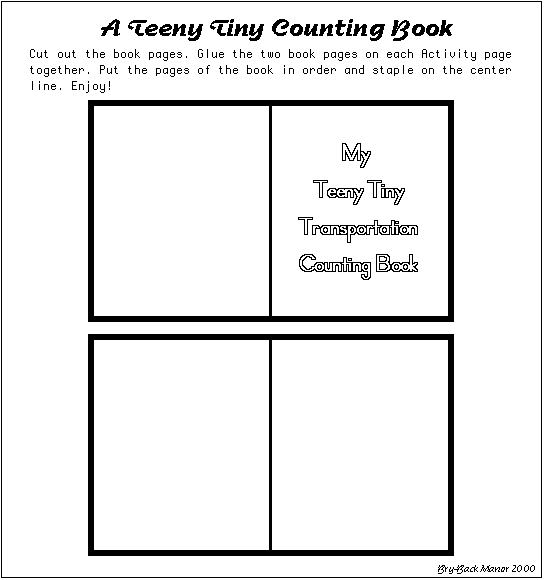 A Teeny Tiny Counting Book
Cut out the book pages. Glue the two book pages on each Activity page
together. Put the pages of the book in order and staple on the center
line. Enjoy!
My
Teeny Tiny
Transportation
Counting Book
Bry-Back Manor 2000